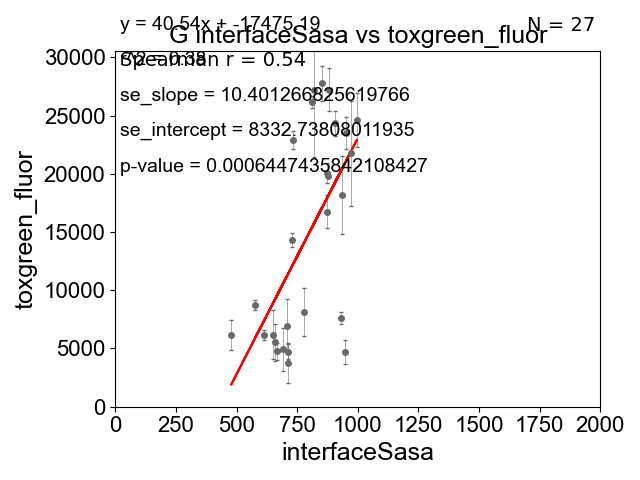 y = 40.54x + -17475.19
N = 27
G interfaceSasa vs toxgreen_fluor
Spearman r = 0.54
se_slope = 10.401266825619766
se_intercept = 8332.73808011935
p-value = 0.0006447435842108427
toxgreen_fluor
30000
25000
20000
15000
10000
5000
0
0 250 500 750 1000 1250 1500 1750 2000
interfaceSasa